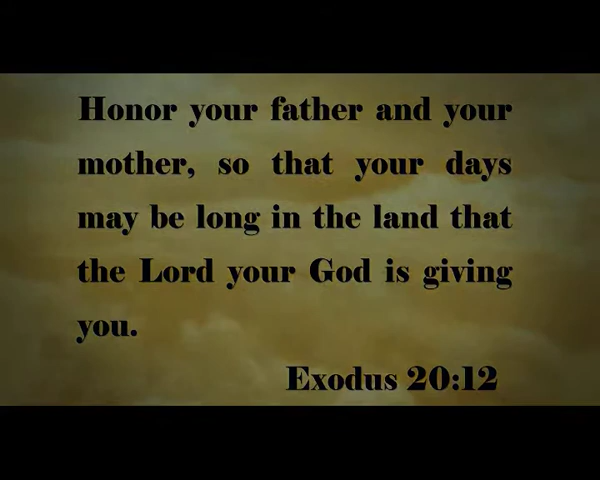 Honor your father and your
mother, so that your days
may be long in the land that
the Lord your God is giving
you.
Exodus 20:12